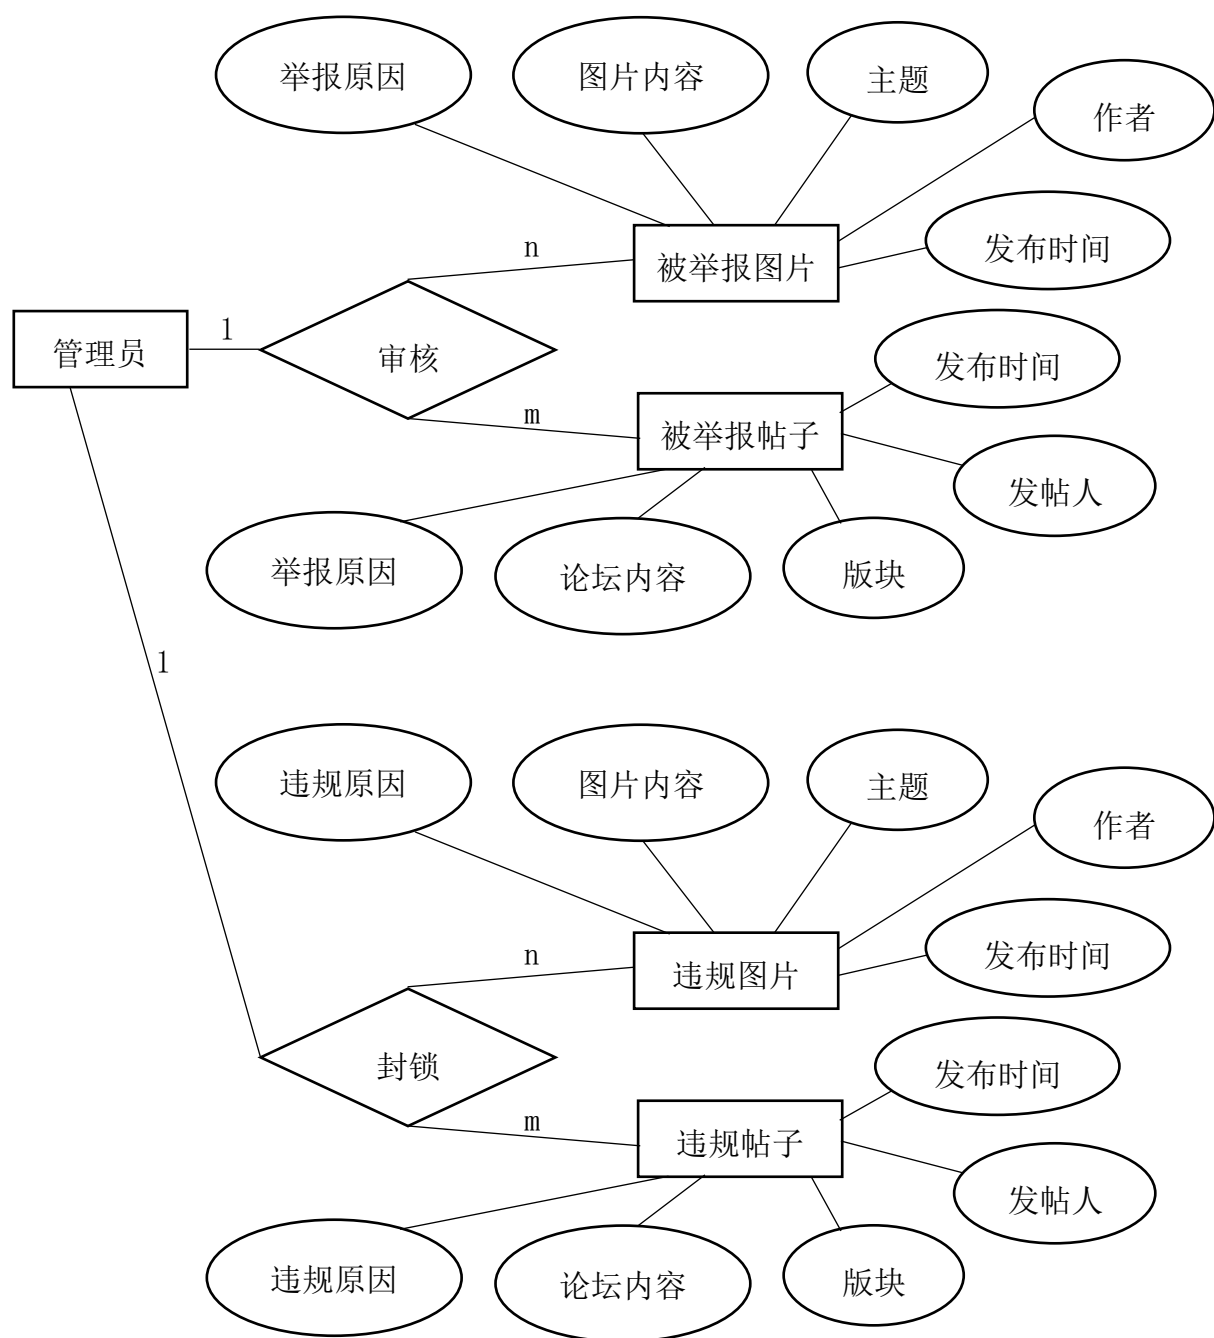 举报原因
图片内容
主题
作者
发布时间
n
被举报图片
管理员
1
审核
发布时间
m
被举报帖子
发帖人
举报原因
论坛内容
版块
1
违规原因
图片内容
主题
作者
发布时间
n
违规图片
封锁
发布时间
m
违规帖子
发帖人
违规原因
论坛内容
版块